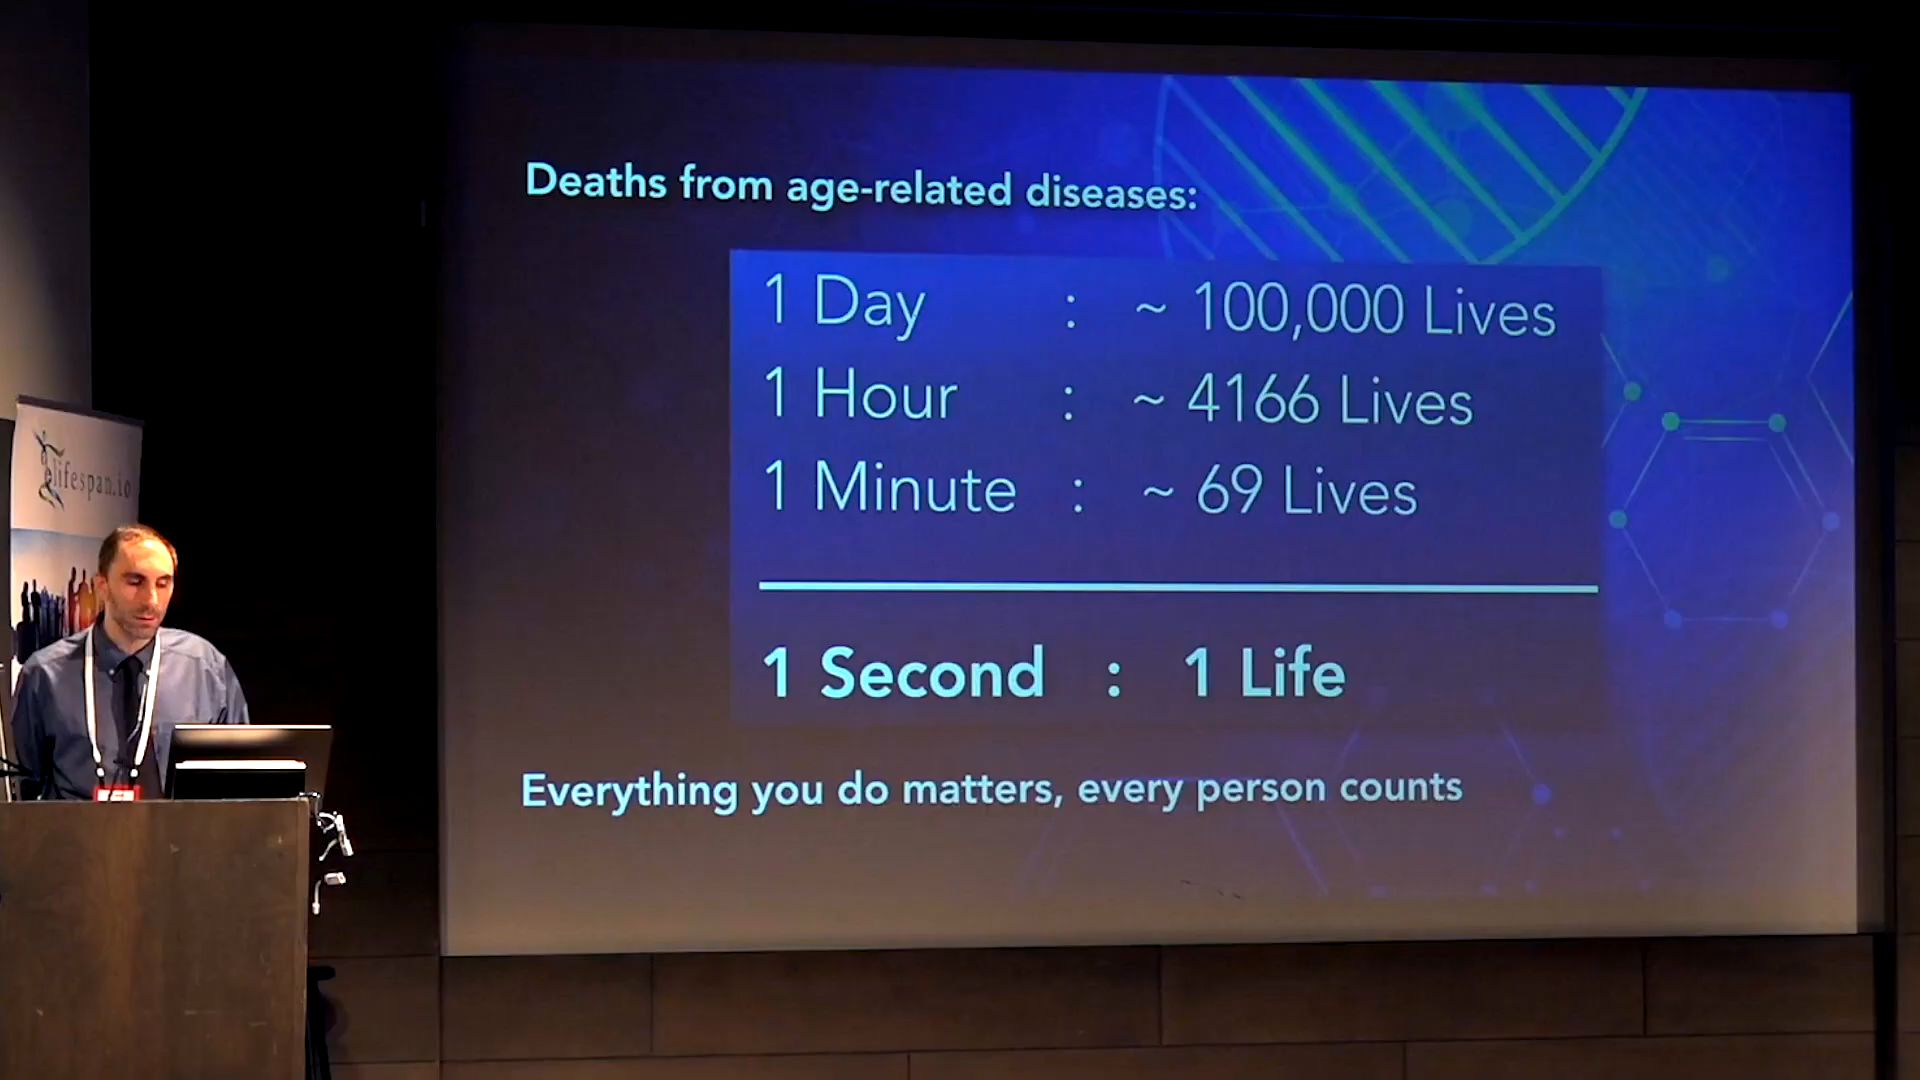 Deaths from age-related diseases:
1 Day : ~ 100,000 Lives
1 Hour : ~ 4166 Lives
1 Minute : ~ 69 Lives
1 Second : 1 Life
Everything you do matters, every person counts
lifespan.io